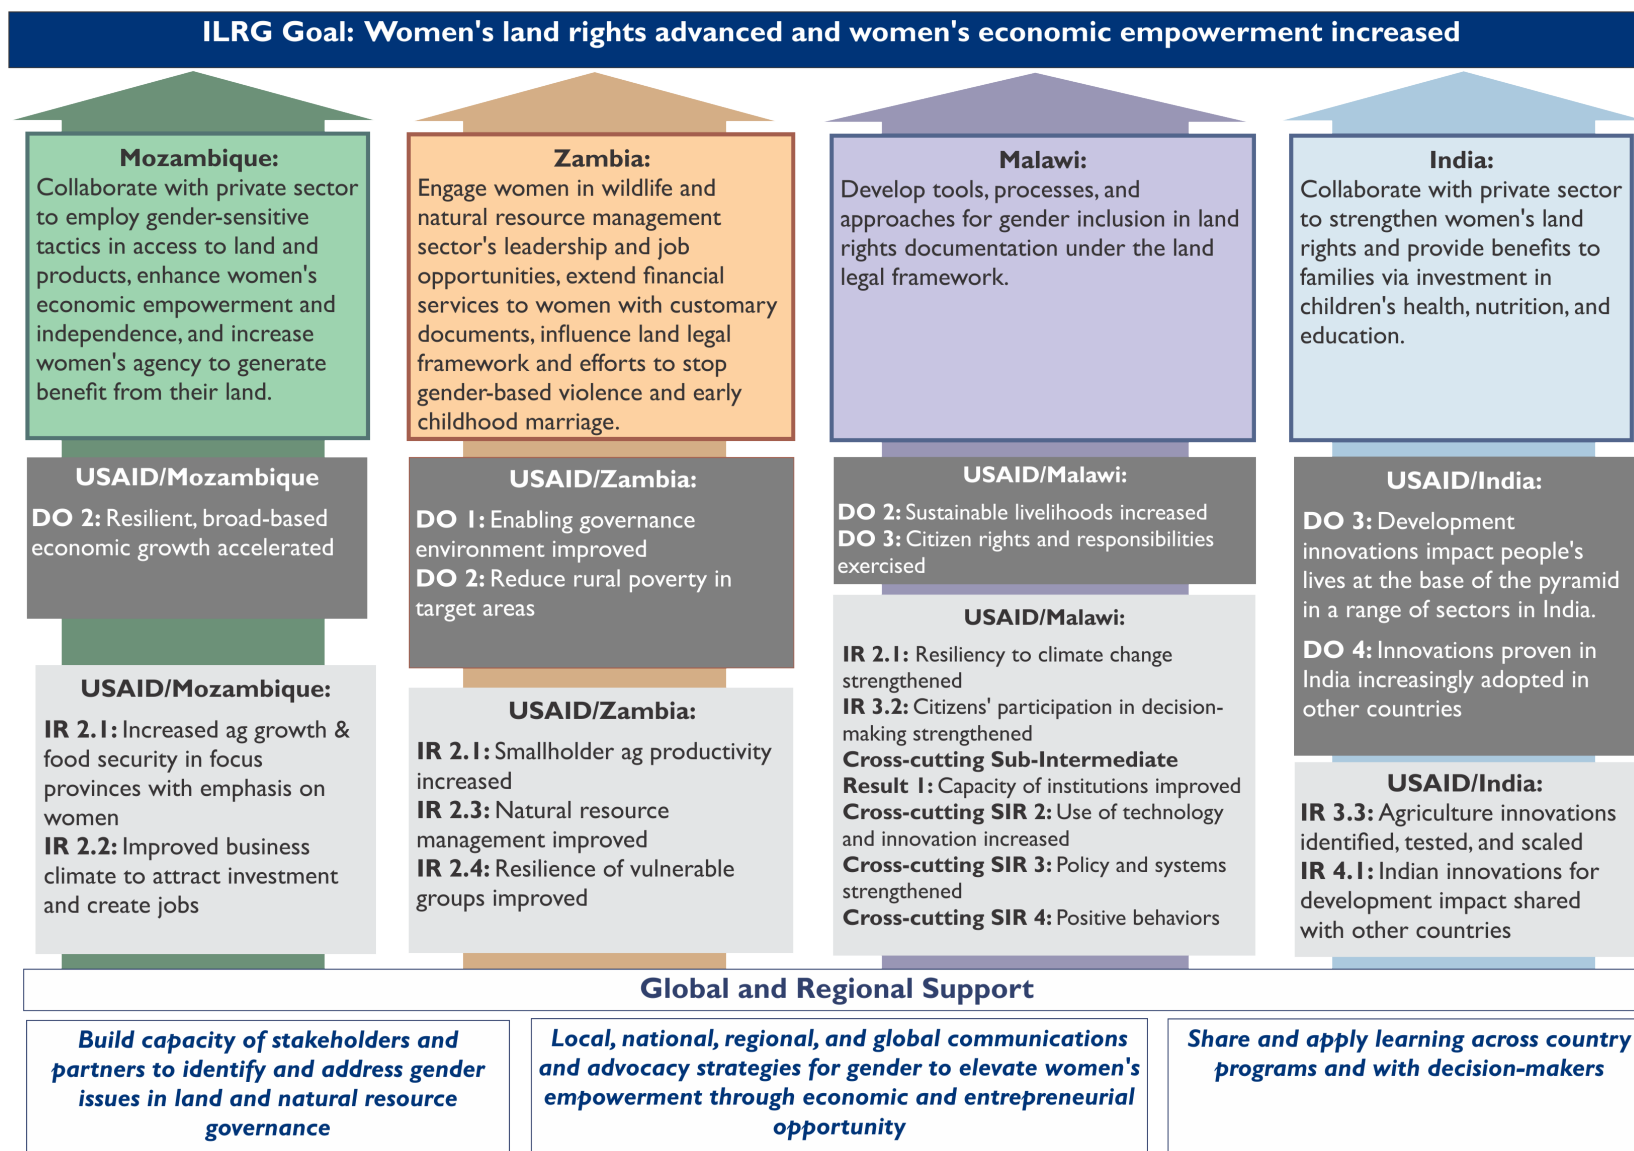 ILRG Goal: Women's land rights advanced and women's economic empowerment increased
Mozambique:
Collaborate with private sector
to employ gender-sensitive
tactics in access to land and
products, enhance women's
economic empowerment and
independence, and increase
women's agency to generate
benefit from their land.
Zambia:
Engage women in wildlife and
natural resource management
sector's leadership and job
opportunities, extend financial
services to women with customary
documents, influence land legal
framework and efforts to stop
gender-based violence and early
childhood marriage.
Malawi:
Develop tools, processes, and
approaches for gender inclusion in land
rights documentation under the land
legal framework.
India:
Collaborate with private sector
to strengthen women's land
rights and provide benefits to
families via investment in
children's health, nutrition, and
education.
USAID/Mozambique
DO 2: Resilient, broad-based
economic growth accelerated
USAID/Zambia:
DO 1: Enabling governance
environment improved
DO 2: Reduce rural poverty in
target areas
USAID/Malawi:
DO 2: Sustainable livelihoods increased
DO 3: Citizen rights and responsibilities
exercised
USAID/India:
DO 3: Development
innovations impact people's
lives at the base of the pyramid
in a range of sectors in India.
DO 4: Innovations proven in
India increasingly adopted in
other countries
USAID/Mozambique:
IR 2.1: Increased ag growth &
food security in focus
provinces with emphasis on
women
IR 2.2: Improved business
climate to attract investment
and create jobs
USAID/Zambia:
IR 2.1: Smallholder ag productivity
increased
IR 2.3: Natural resource
management improved
IR 2.4: Resilience of vulnerable
groups improved
USAID/Malawi:
IR 2.1: Resiliency to climate change
strengthened
IR 3.2: Citizens' participation in decision-
making strengthened
Cross-cutting Sub-Intermediate
Result 1: Capacity of institutions improved
Cross-cutting SIR 2: Use of technology
and innovation increased
Cross-cutting SIR 3: Policy and systems
strengthened
Cross-cutting SIR 4: Positive behaviors
USAID/India:
IR 3.3: Agriculture innovations
identified, tested, and scaled
IR 4.1: Indian innovations for
development impact shared
with other countries
Global and Regional Support
Build capacity of stakeholders and
partners to identify and address gender
issues in land and natural resource
governance
Local, national, regional, and global communications
and advocacy strategies for gender to elevate women's
empowerment through economic and entrepreneurial
opportunity
Share and apply learning across country
programs and with decision-makers